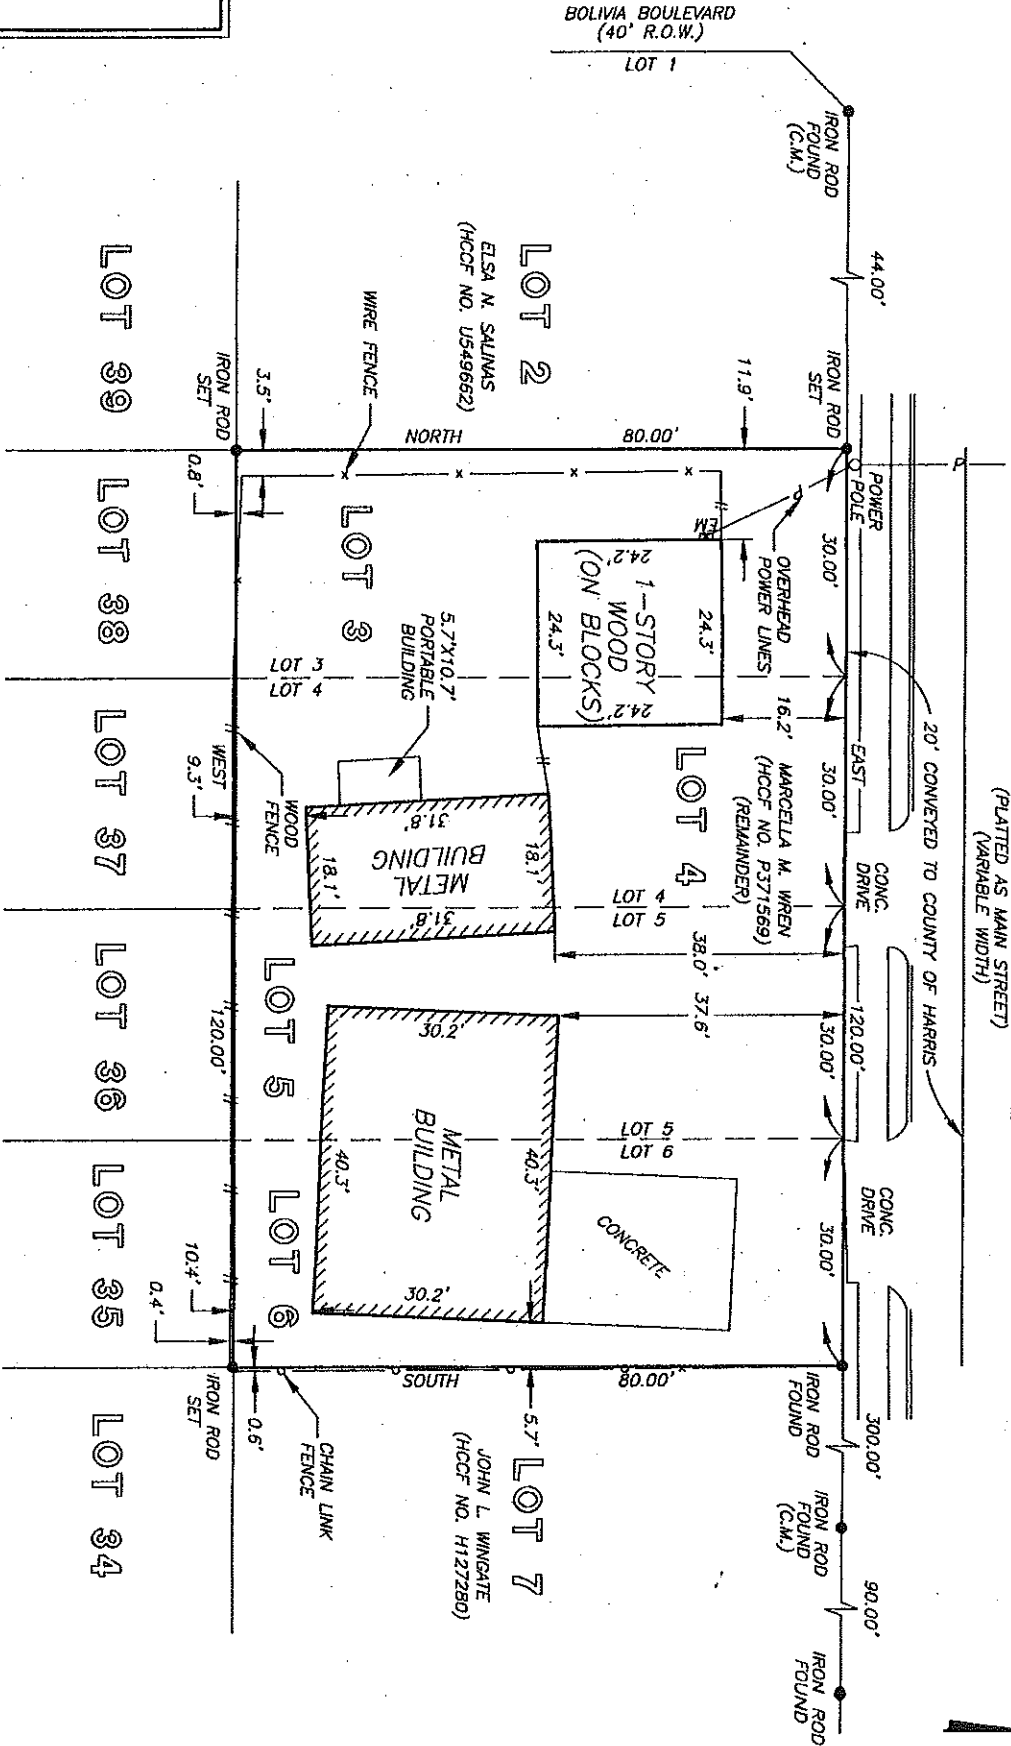 BOLIVIA BOULEVARD
(40' R.O.W.)
LOT 1
IRON ROD
FOUND
(C.M.)
44.00'
IRON ROD
SET
(PLATTED AS MAIN STREET)
(VARIABLE WIDTH)
20' CONVEYED TO COUNTY OF HARRIS
P
POWER
POLE
30.00'
EAST
30.00'
CONC.
DRIVE
120.00'
30.00'
CONC.
DRIVE
30.00'
IRON ROD
FOUND
300.00'
IRON ROD
FOUND
(C.M.)
90.00'
IRON ROD
FOUND
LOT 2
ELSA N. SALINAS
(HCCF NO. U549662)
WIRE FENCE
11.9'
NORTH
80.00'
3.5'
IRON ROD
SET
0.8'
P
OVERHEAD
POWER LINES
EM
24.3'
24.2'
1-STORY
WOOD
(ON BLOCKS)
24.2'
24.3'
16.2'
LOT 3
LOT 3
LOT 4
5.7'X10.7'
PORTABLE
BUILDING
LOT 4
MARCELLA M. WREN
(HCCF NO. P371569)
(REMAINDER)
31.8'
18.1'
METAL
BUILDING
18.1'
31.8'
LOT 4
LOT 5
38.0'
37.6'
WOOD
FENCE
WEST
9.3'
120.00'
LOT 5
30.2'
METAL
BUILDING
40.3'
40.3'
30.2'
LOT 5
LOT 6
CONCRETE
LOT 6
10.4'
0.4'
SOUTH
80.00'
IRON ROD
SET
0.6'
CHAIN LINK
FENCE
5.7'
LOT 7
JOHN L. WINGATE
(HCCF NO. H127280)
LOT 39
LOT 38
LOT 37
LOT 36
LOT 35
LOT 34